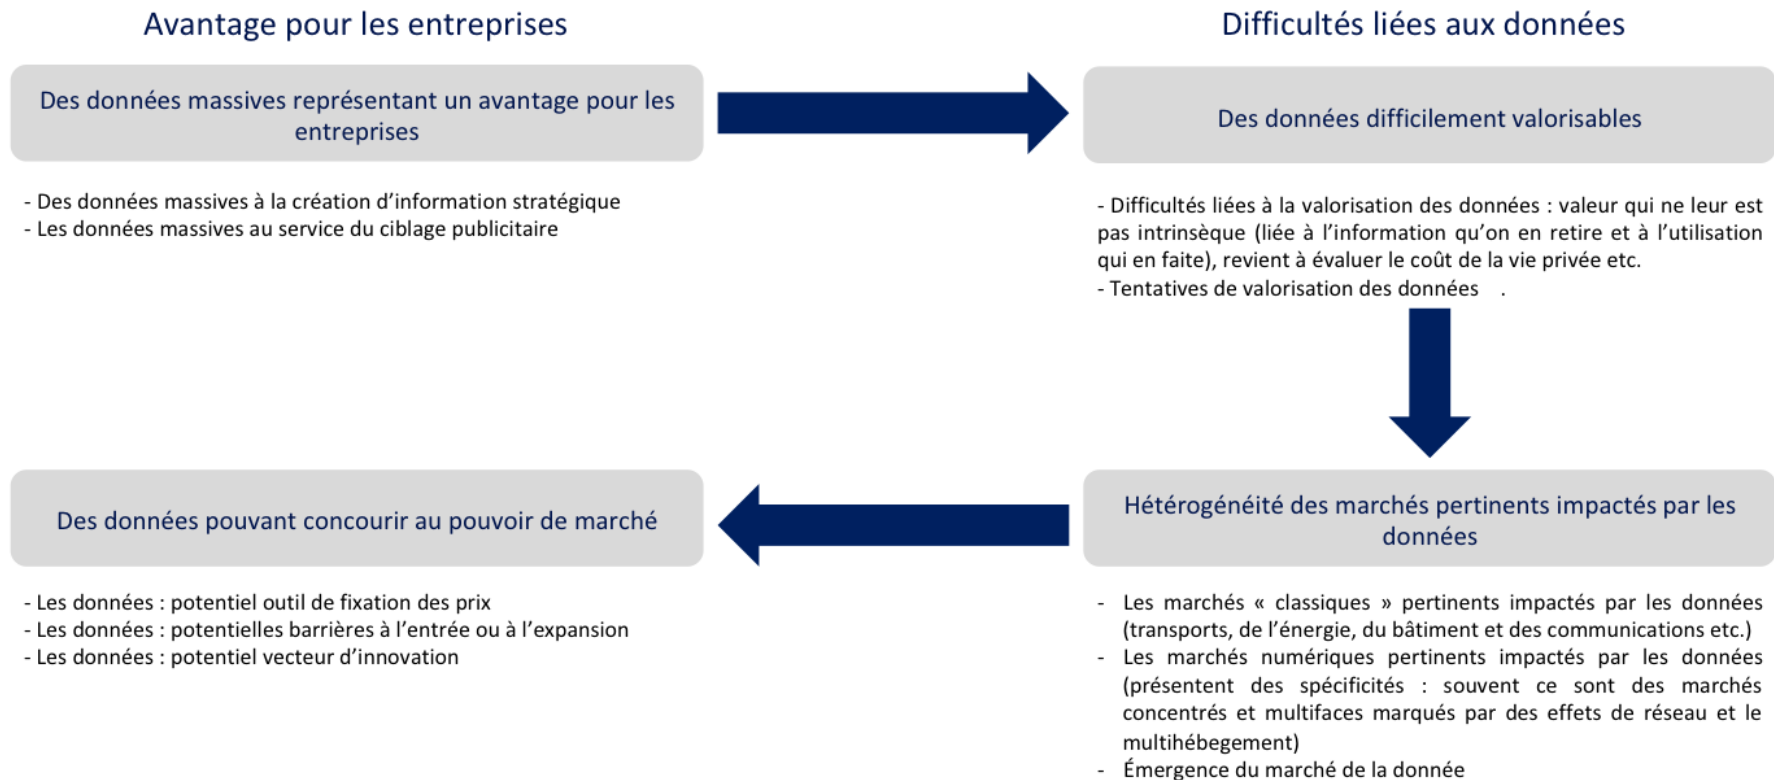 Avantage pour les entreprises
Difficultés liées aux données
Des données massives représentant un avantage pour les
entreprises
Des données difficilement valorisables
- Des données massives à la création d’information stratégique
- Les données massives au service du ciblage publicitaire
- Difficultés liées à la valorisation des données : valeur qui ne leur est
pas intrinsèque (liée à l’information qu’on en retire et à l’utilisation
qui en faite), revient à évaluer le coût de la vie privée etc.
- Tentatives de valorisation des données .
Des données pouvant concourir au pouvoir de marché
Hétérogénéité des marchés pertinents impactés par les
données
- Les données : potentiel outil de fixation des prix
- Les données : potentielles barrières à l’entrée ou à l’expansion
- Les données : potentiel vecteur d’innovation
- Les marchés « classiques » pertinents impactés par les données
(transports, de l’énergie, du bâtiment et des communications etc.)
- Les marchés numériques pertinents impactés par les données
(présentent des spécificités : souvent ce sont des marchés
concentrés et multifaces marqués par des effets de réseau et le
multihébegement)
- Émergence du marché de la donnée